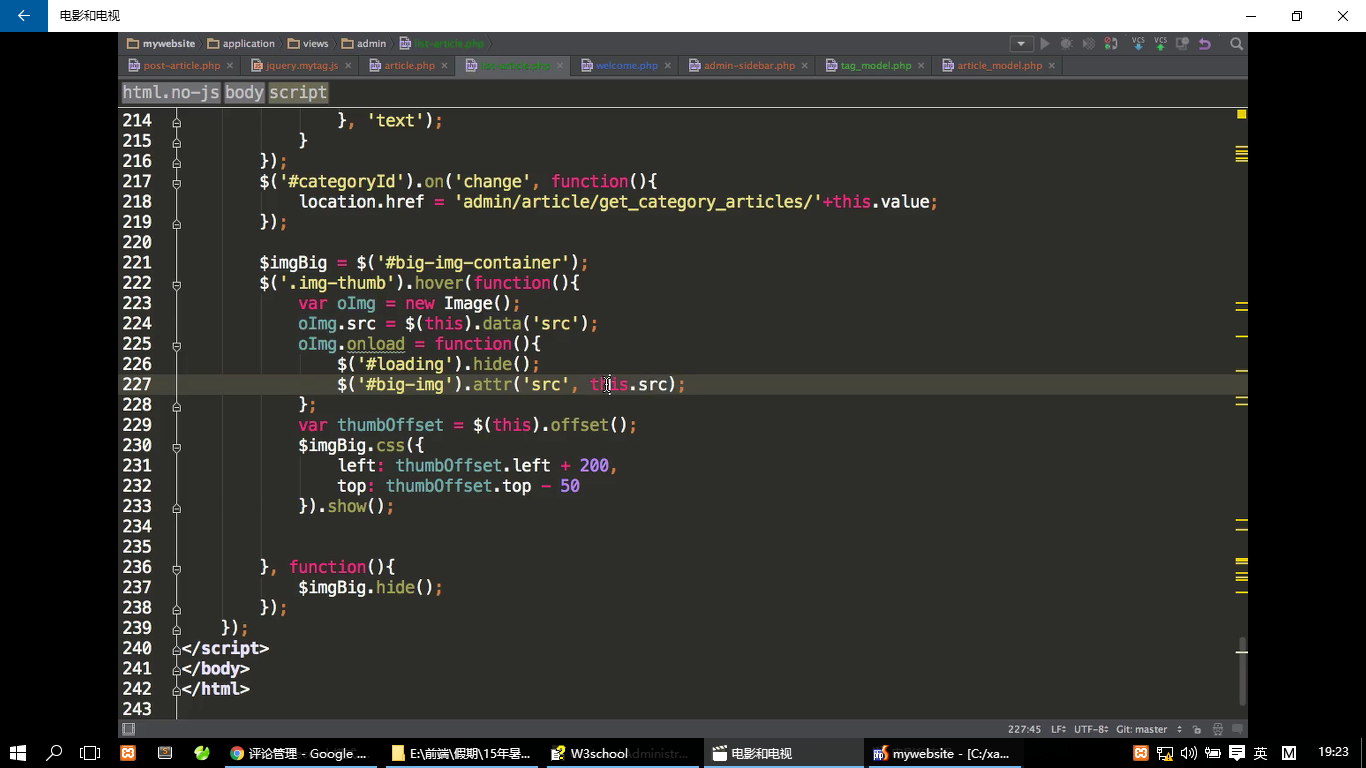 电影和电视
mywebsite application views admin list-article.php
post-article.php jquery.mytag.js article.php list-article.php welcome.php admin-sidebar.php tag_model.php article_model.php
html.no-js body script
214 }, 'text');
215 }
216 });
217 $('#categoryId').on('change', function(){
218 location.href = 'admin/article/get_category_articles/'+this.value;
219 });
220
221 $imgBig = $('#big-img-container');
222 $('.img-thumb').hover(function(){
223 var oImg = new Image();
224 oImg.src = $(this).data('src');
225 oImg.onload = function(){
226 $('#loading').hide();
227 $('#big-img').attr('src', this.src);
228 };
229 var thumbOffset = $(this).offset();
230 $imgBig.css({
231 left: thumbOffset.left + 200,
232 top: thumbOffset.top - 50
233 }).show();
234
235
236 }, function(){
237 $imgBig.hide();
238 });
239 });
240 </script>
241 </body>
242 </html>
243
227:45 LF÷ UTF-8÷ Git: master
评论管理 - Google ... E:\前端\假期\15年暑... W3school 电影和电视 mywebsite - [C:/xa... 英 M 19:23